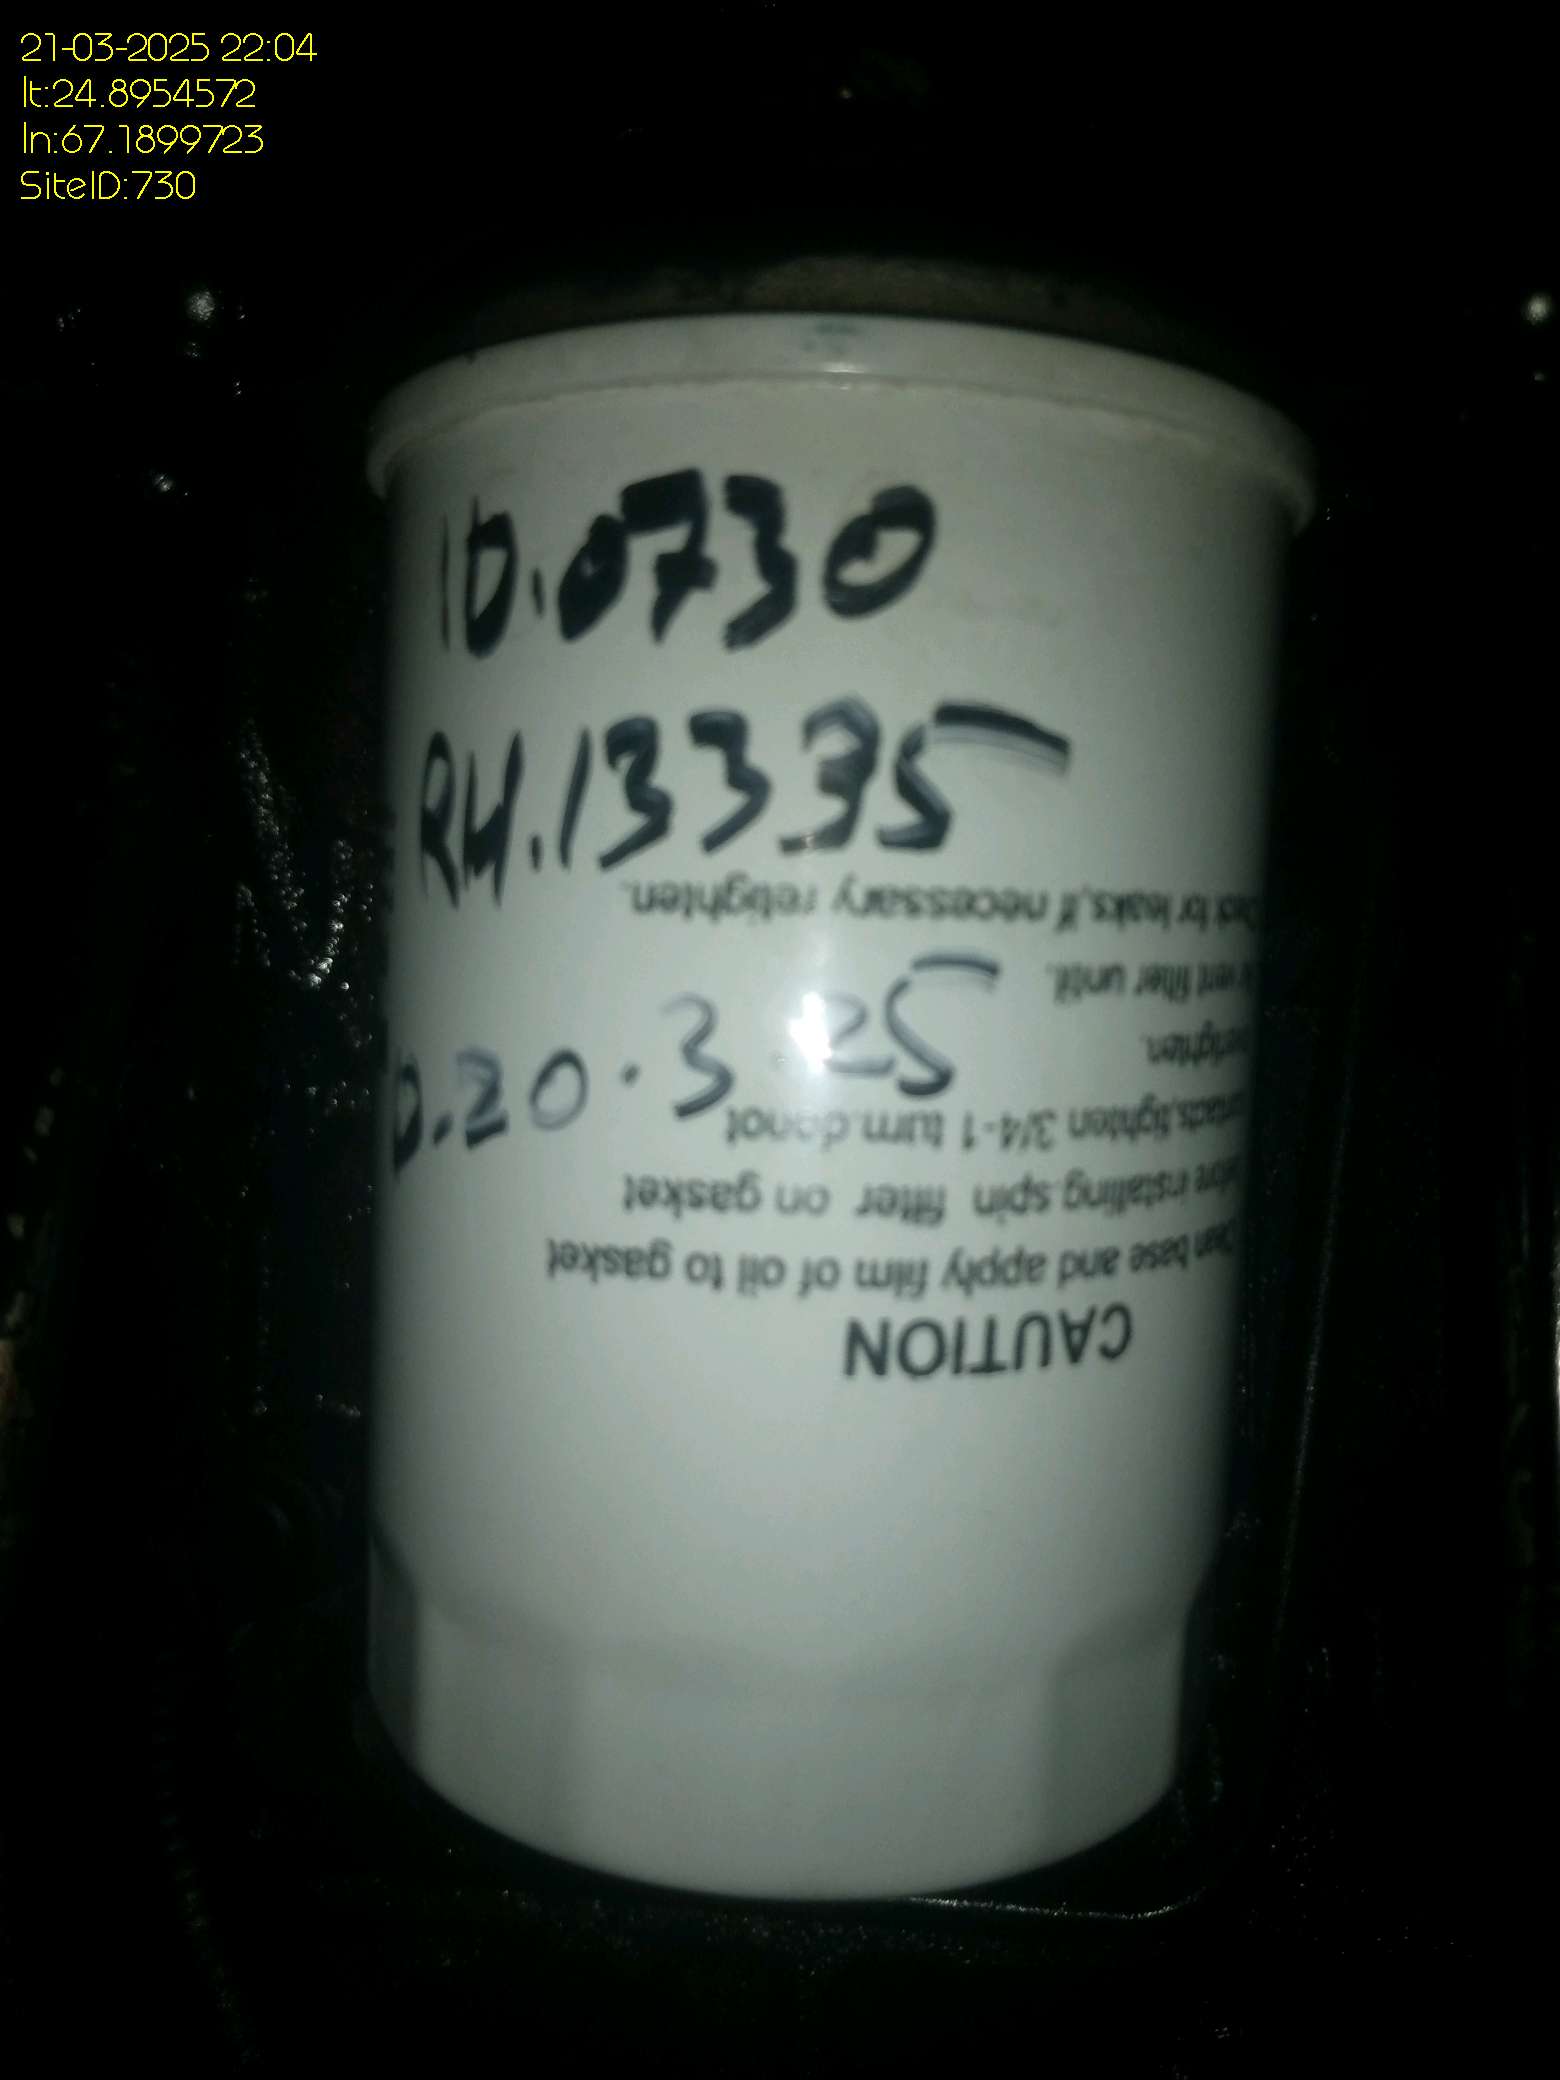 21-03-2025 22:04
lt:24.8954572
ln:67.1899723
SiteID:730
ID.0730
RH.13335
D.20.3.25
CAUTION
Clean base and apply film of oil to gasket
before installing.spin filter on gasket
tighten 3/4-1 turn.donot
vent filter until.
Check for leaks,if necessary retighten.